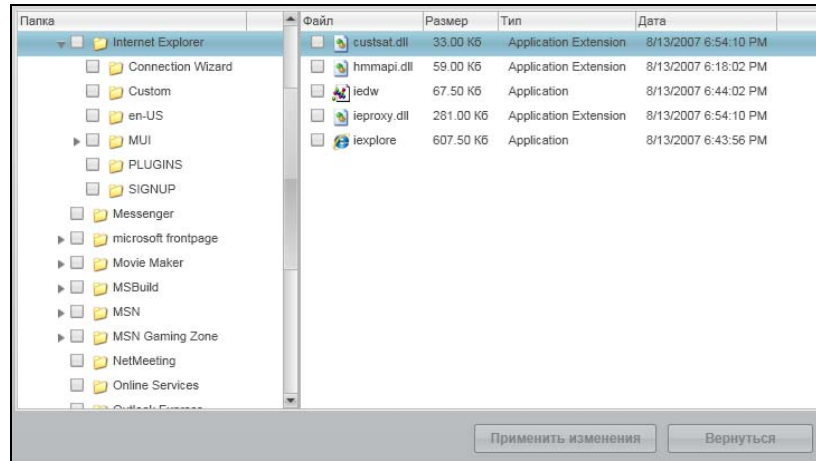 Папка
Internet Explorer
Connection Wizard
Custom
en-US
MUI
PLUGINS
SIGNUP
Messenger
microsoft frontpage
Movie Maker
MSBuild
MSN
MSN Gaming Zone
NetMeeting
Online Services
Outlook Express
Файл Размер Тип Дата
custsat.dll 33.00 Кб Application Extension 8/13/2007 6:54:10 PM
hmmapi.dll 59.00 Кб Application Extension 8/13/2007 6:18:02 PM
iedw 67.50 Кб Application 8/13/2007 6:44:02 PM
ieproxy.dll 281.00 Кб Application Extension 8/13/2007 6:54:10 PM
iexplore 607.50 Кб Application 8/13/2007 6:43:56 PM
Применить изменения Вернуться